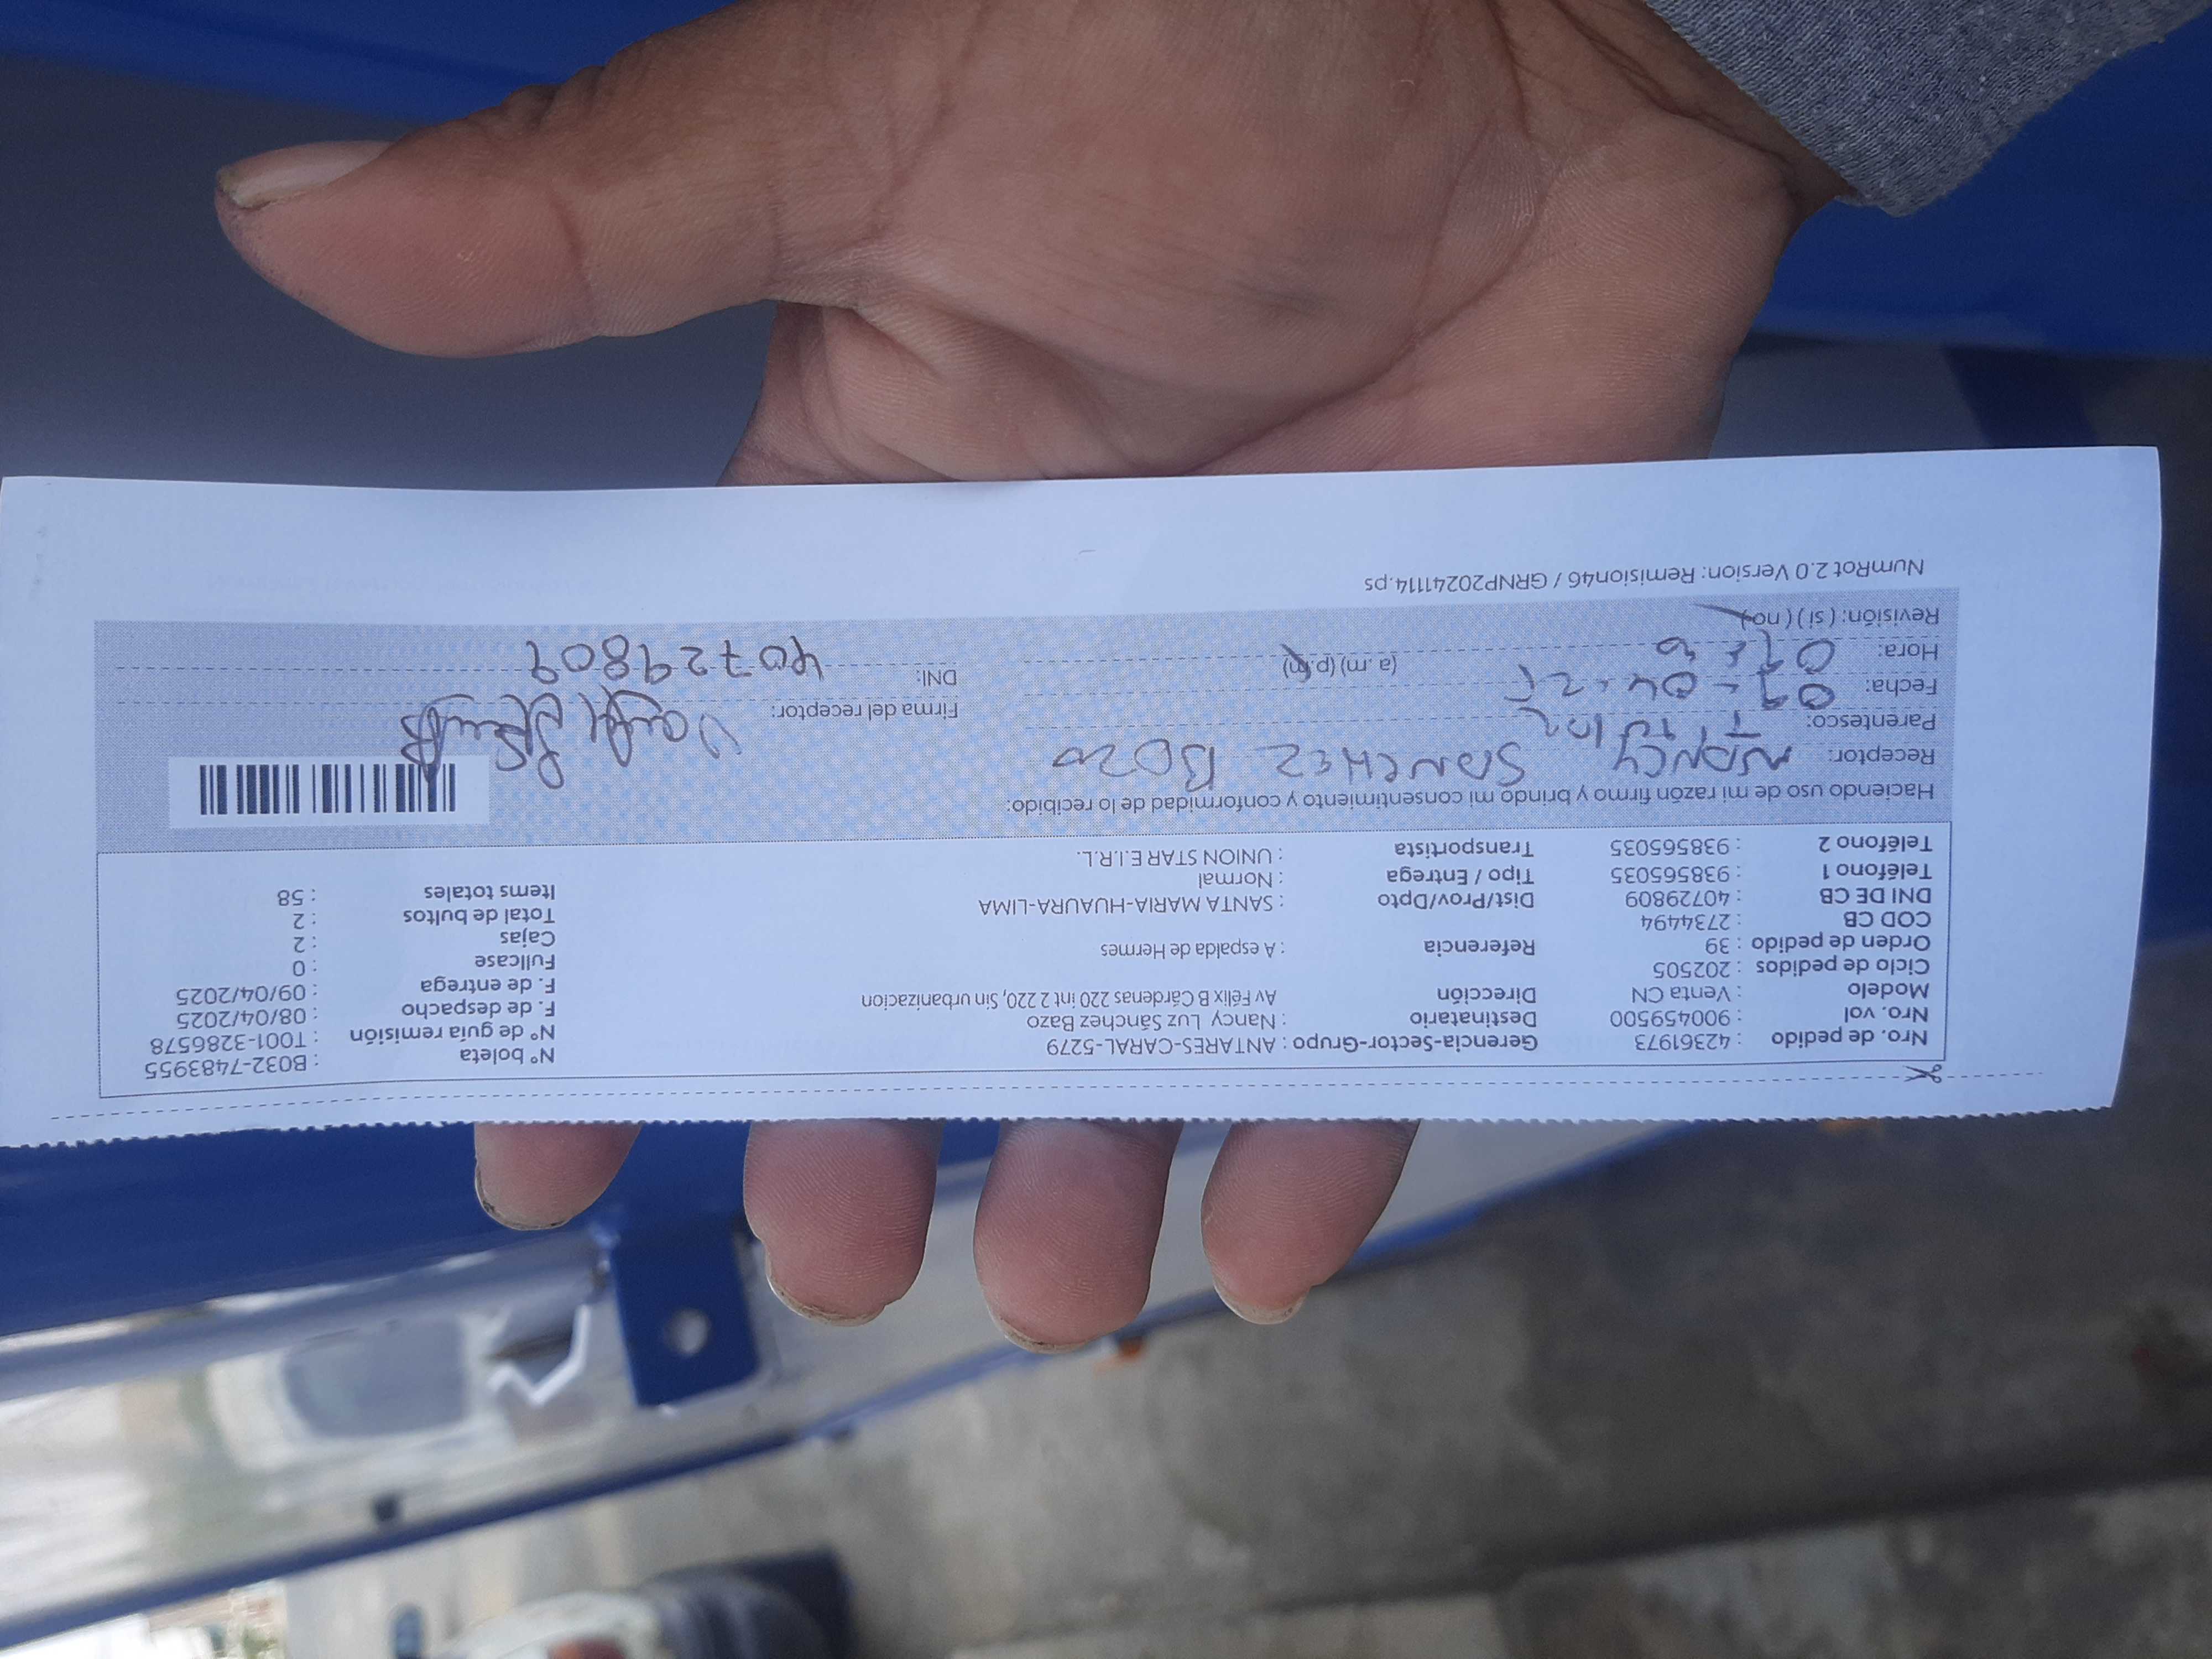 Nro. de pedido : 42361973 Gerencia-Sector-Grupo : ANTARES-CARAL-5279 N° boleta : B032-7483955
Nro. vol : 900459500 Destinatario : Nancy Luz Sánchez Bazo N° de guía remisión : T001-3286578
Modelo : Venta CN Dirección Av Félix B Cárdenas 220 int 2 220, Sin urbanizacion F. de despacho : 08/04/2025
Ciclo de pedidos : 202505 F. de entrega : 09/04/2025
Orden de pedido : 39 Referencia : A espalda de Hermes Fullcase : 0
COD CB : 2734494 Cajas : 2
DNI DE CB : 40729809 Dist/Prov/Dpto : SANTA MARIA-HUAURA-LIMA Total de bultos : 2
Teléfono 1 : 938565035 Tipo / Entrega : Normal Items totales : 58
Teléfono 2 : 938565035 Transportista : UNION STAR E.I.R.L.
Haciendo uso de mi razón firmo y brindo mi consentimiento y conformidad de lo recibido:
Receptor: NANCY SANCHEZ BOZO
Parentesco: Firma del receptor:
Fecha: 09-04-25 DNI: 40729809
Hora: (a. m) (p. m)
Revisión: ( si ) ( no )
NumRot 2.0 Version: Remision46 / GRNP20241114.ps